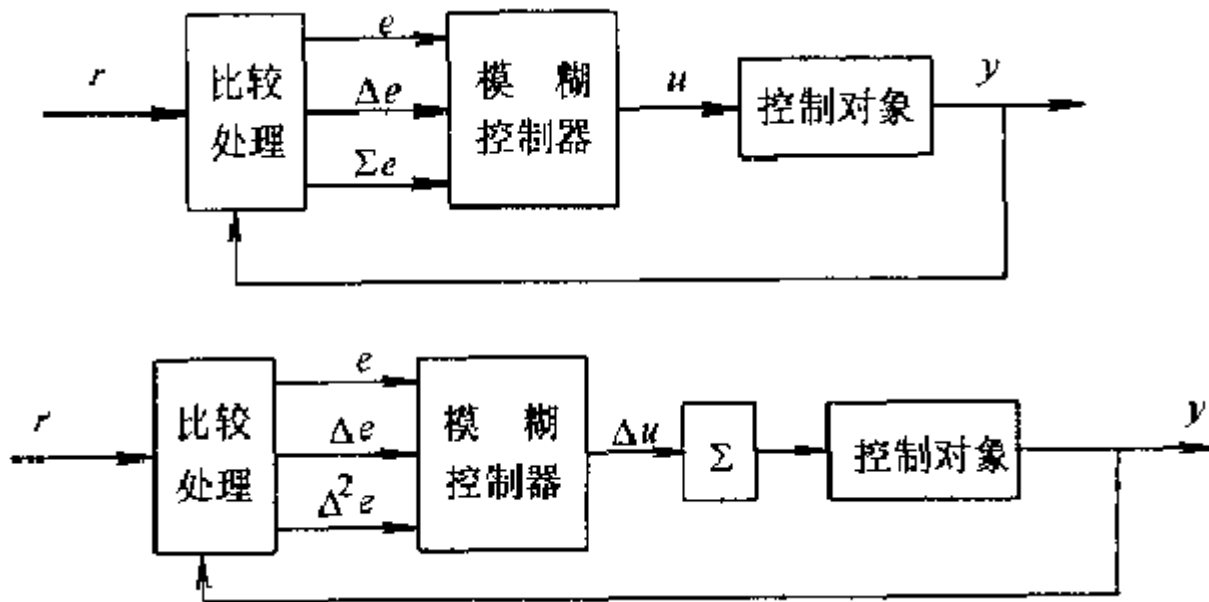 r
比较
处理
e
Δe
Σe
模 糊
控制器
u
控制对象
y
r
比较
处理
e
Δe
Δ²e
模 糊
控制器
Δu
Σ
控制对象
y